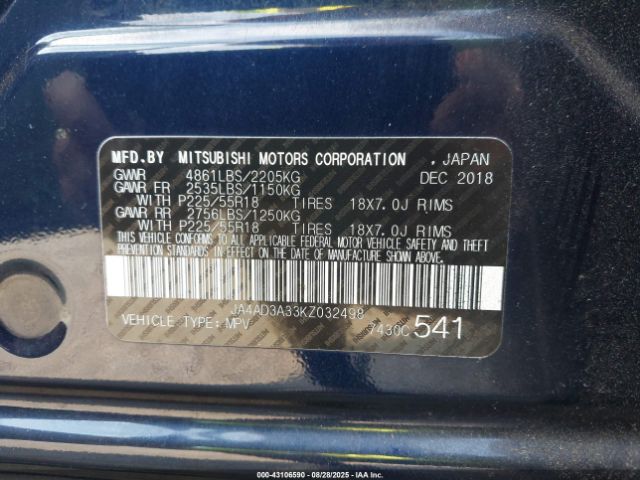 MFD.BY MITSUBISHI MOTORS CORPORATION , JAPAN
GVWR 4861LBS/2205KG DEC 2018
GAWR FR 2535LBS/1150KG
WITH P225/55R18 TIRES 18X7.0J RIMS
GAWR RR 2756LBS/1250KG
WITH P225/55R18 TIRES 18X7.0J RIMS
THIS VEHICLE CONFORMS TO ALL APPLICABLE FEDERAL MOTOR VEHICLE SAFETY AND THEFT
PREVENTION STANDARDS IN EFFECT ON THE DATE OF MANUFACTURE SHOWN ABOVE.
JA4AD3A33KZ032498
VEHICLE TYPE:MPV 7430C 541
000-43106590 - 08/28/2025 - IAAI.COM